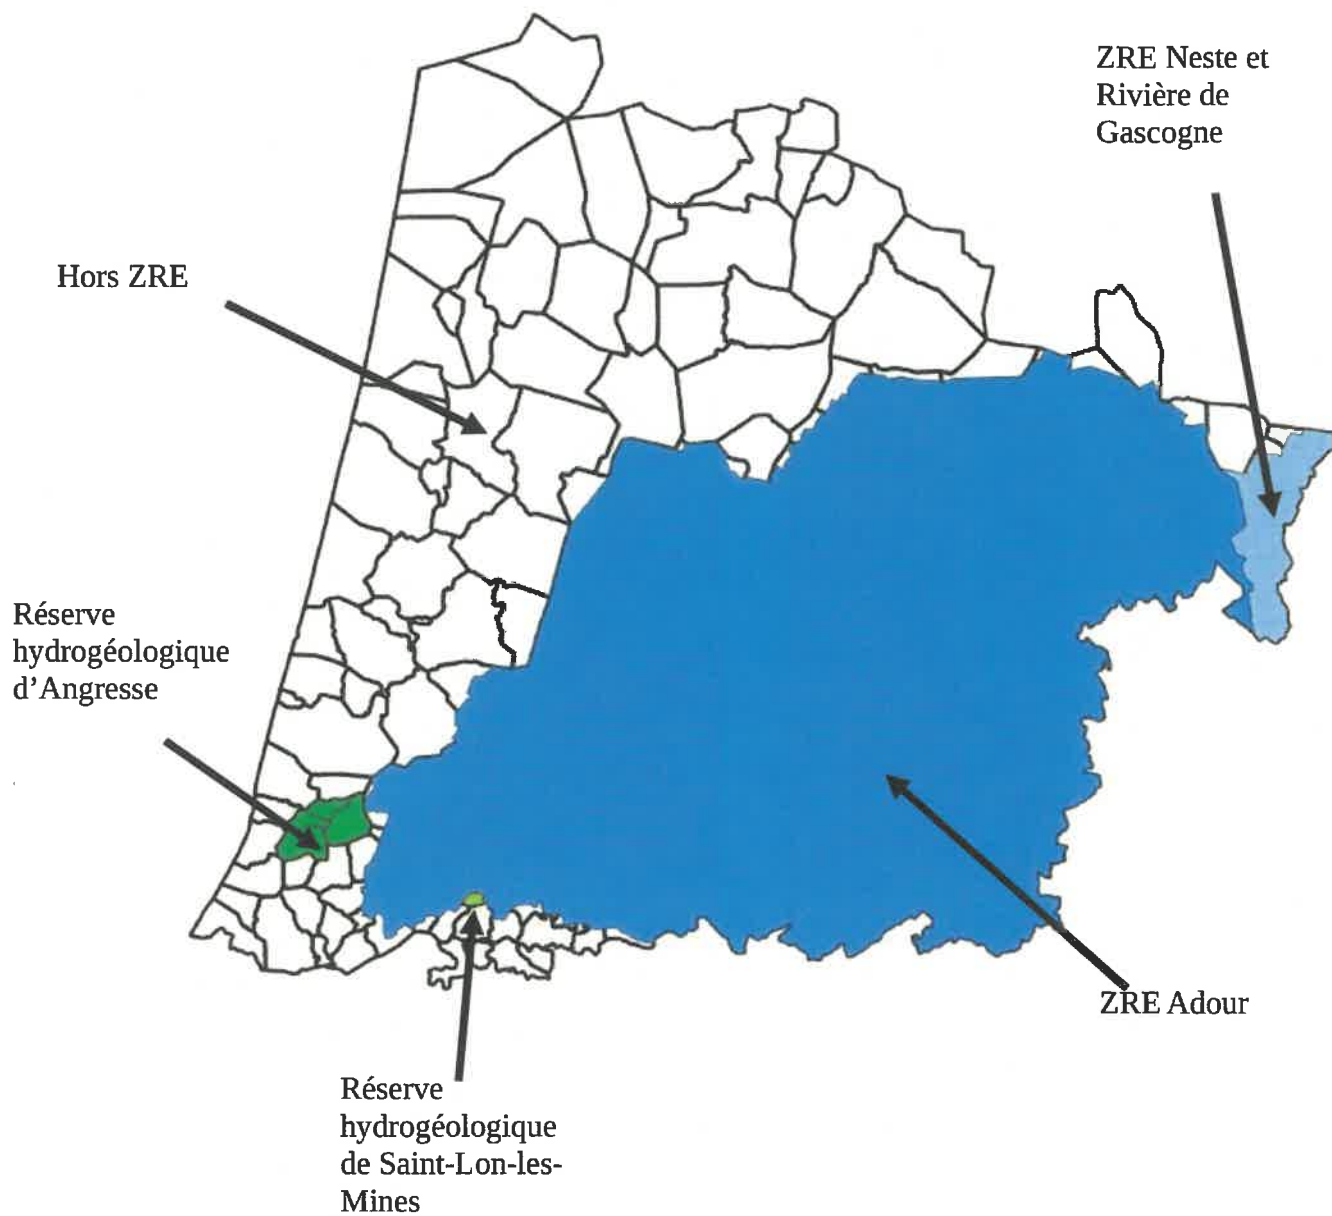 ZRE Neste et
Rivière de
Gascogne
Hors ZRE
Réserve
hydrogéologique
d'Angresse
ZRE Adour
Réserve
hydrogéologique
de Saint-Lon-les-
Mines